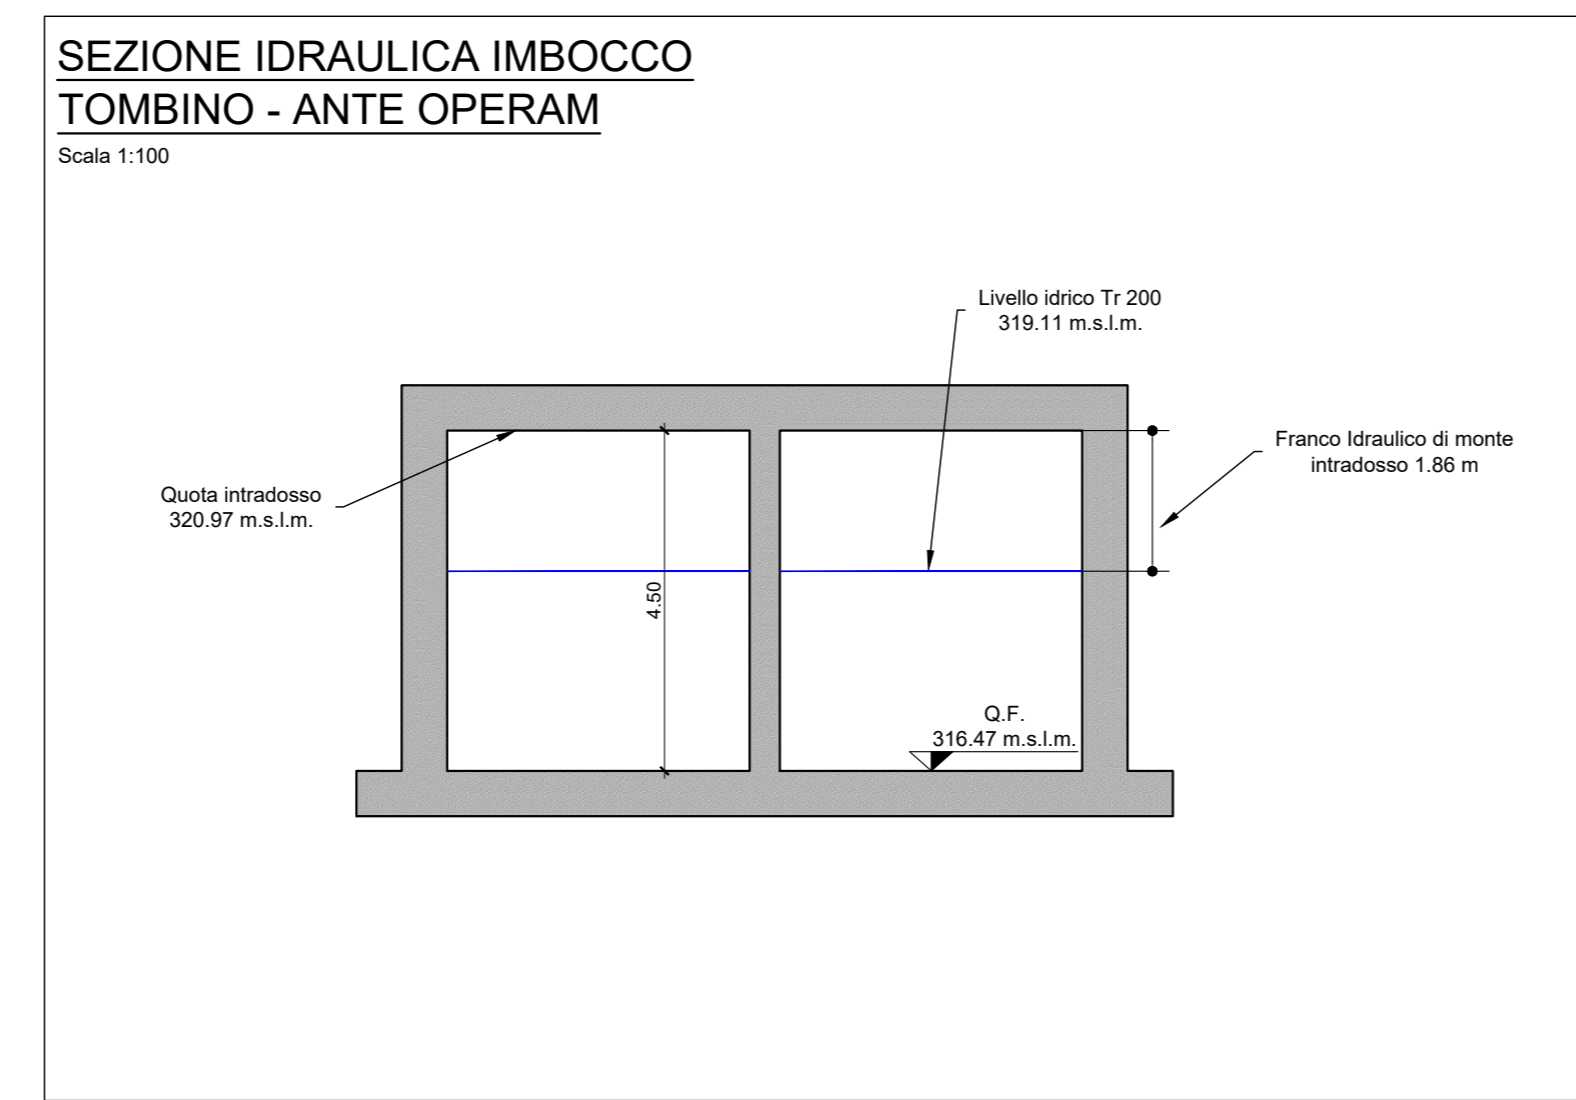 SEZIONE IDRAULICA IMBOCCO
TOMBINO - ANTE OPERAM
Scala 1:100
Livello idrico Tr 200
319.11 m.s.l.m.
Franco Idraulico di monte
intradosso 1.86 m
Quota intradosso
320.97 m.s.l.m.
4.50
Q.F.
316.47 m.s.l.m.